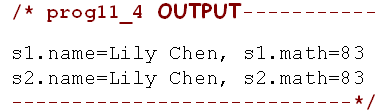 /* prog11_4 OUTPUT-----------
s1.name=Lily Chen, s1.math=83
s2.name=Lily Chen, s2.math=83
-----------------------------*/